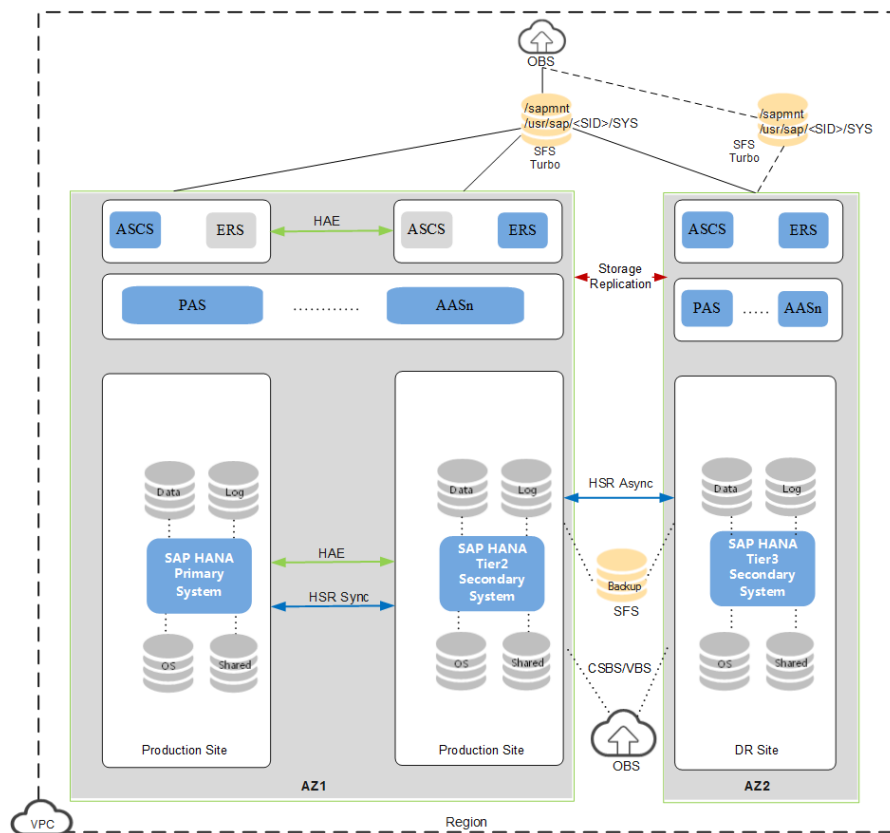 OBS
/sapmnt
/usr/sap/<SID>/SYS
SFS
Turbo
/sapmnt
/usr/sap/<SID>/SYS
SFS
Turbo
ASCS
ERS
HAE
ASCS
ERS
ASCS
ERS
Storage
Replication
PAS
............
AASn
PAS
.....
AASn
Data
Log
Data
Log
HSR Async
Data
Log
SAP HANA
Primary
System
HAE
HSR Sync
SAP HANA
Tier2
Secondary
System
Backup
SFS
SAP HANA
Tier3
Secondary
System
OS
Shared
OS
Shared
CSBS/VBS
OS
Shared
OBS
Production Site
Production Site
DR Site
AZ1
AZ2
VPC
Region